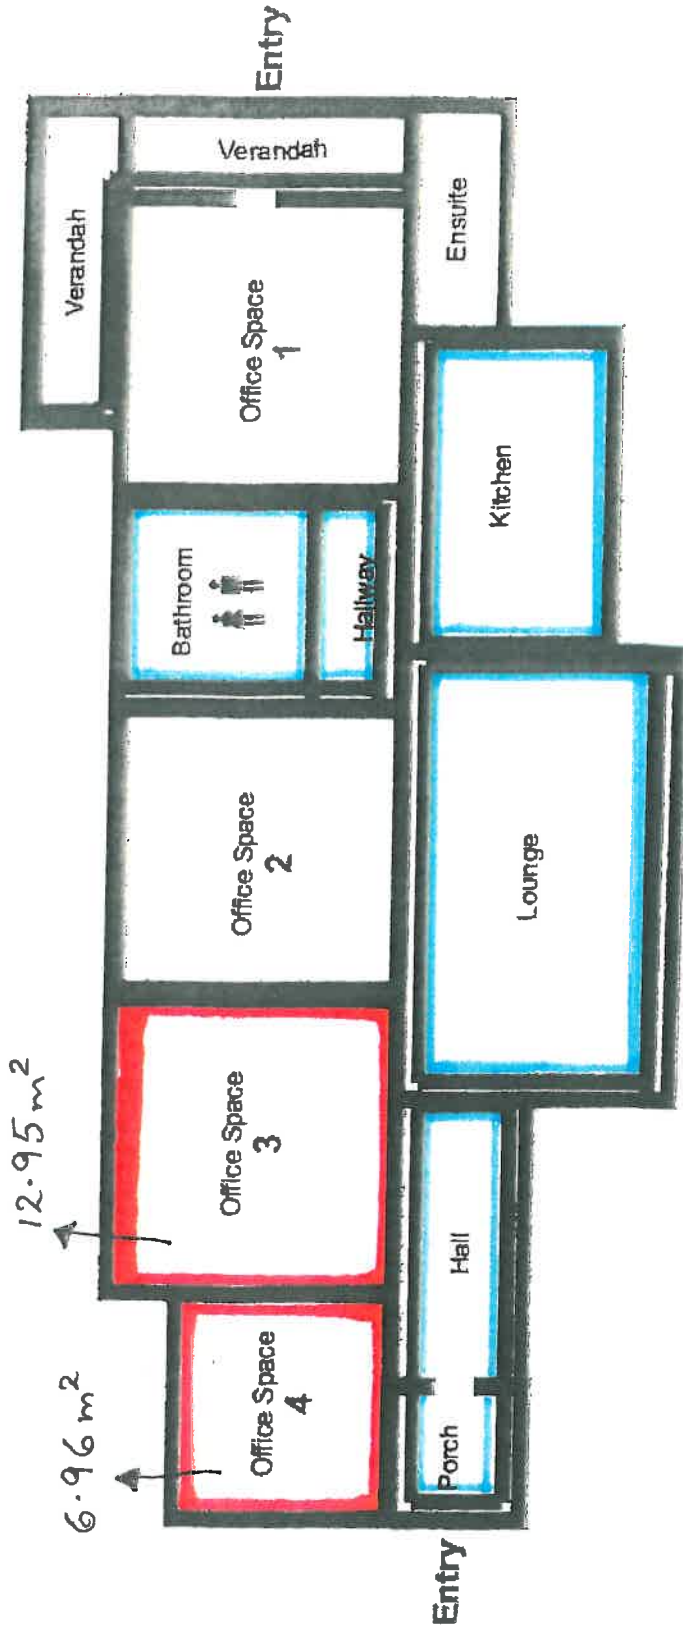 6.96 m²
12.95 m²
Verandah
Verandah
Entry
Office Space
4
Office Space
3
Office Space
2
Bathroom
Hallway
Office Space
1
Ensuite
Entry
Porch
Hall
Lounge
Kitchen